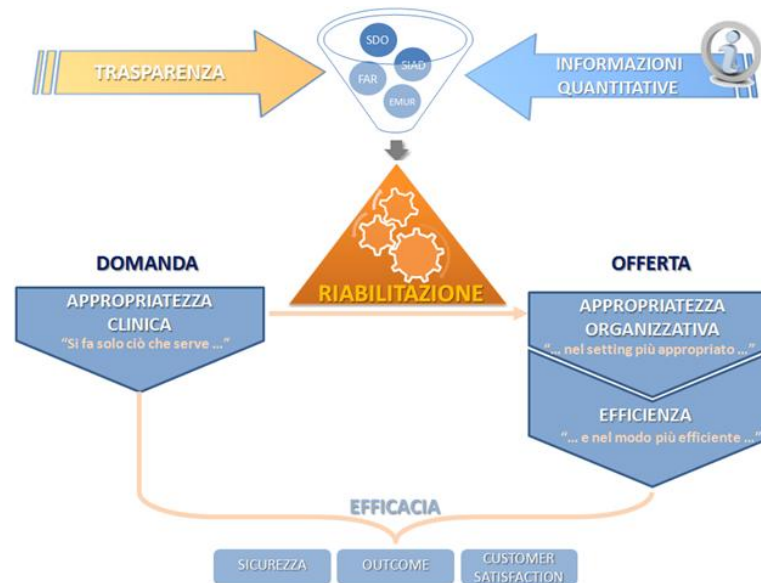 SDO
SIAD
FAR
EMUR
TRASPARENZA
INFORMAZIONI
QUANTITATIVE
RIABILITAZIONE
DOMANDA
APPROPRIATEZZA
CLINICA
"Si fa solo ciò che serve ..."
OFFERTA
APPROPRIATEZZA
ORGANIZZATIVA
"... nel setting più appropriato ..."
EFFICIENZA
"... e nel modo più efficiente ..."
EFFICACIA
SICUREZZA
OUTCOME
CUSTOMER
SATISFACTION